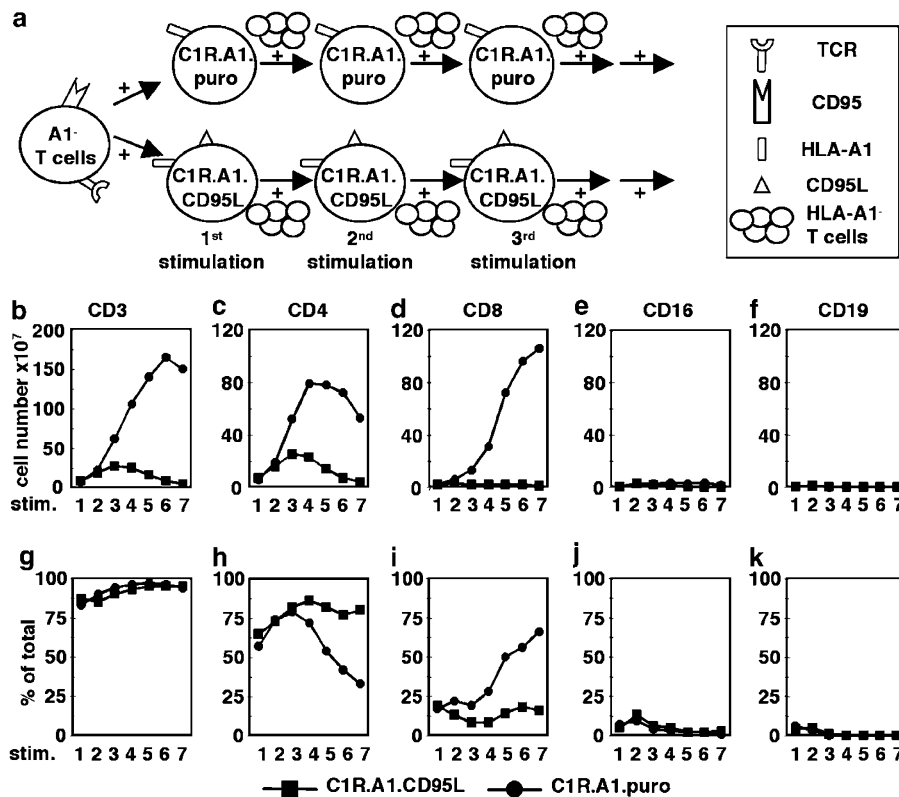 a
C1R.A1.
puro
+
C1R.A1.
puro
+
C1R.A1.
puro
+
+
+
A1-
T cells
+
C1R.A1.
CD95L
+
C1R.A1.
CD95L
+
C1R.A1.
CD95L
+
+
1st
stimulation
2nd
stimulation
3rd
stimulation
TCR
CD95
HLA-A1
CD95L
HLA-A1-
T cells
b CD3
c CD4
d CD8
e CD16
f CD19
cell number x10^7
200
150
100
50
0
120
80
40
0
120
80
40
0
120
80
40
0
120
80
40
0
stim. 1 2 3 4 5 6 7
1 2 3 4 5 6 7
1 2 3 4 5 6 7
1 2 3 4 5 6 7
1 2 3 4 5 6 7
g
h
i
j
k
% of total
100
75
50
25
0
100
75
50
25
0
100
75
50
25
0
100
75
50
25
0
100
75
50
25
0
stim. 1 2 3 4 5 6 7
1 2 3 4 5 6 7
1 2 3 4 5 6 7
1 2 3 4 5 6 7
1 2 3 4 5 6 7
C1R.A1.CD95L C1R.A1.puro